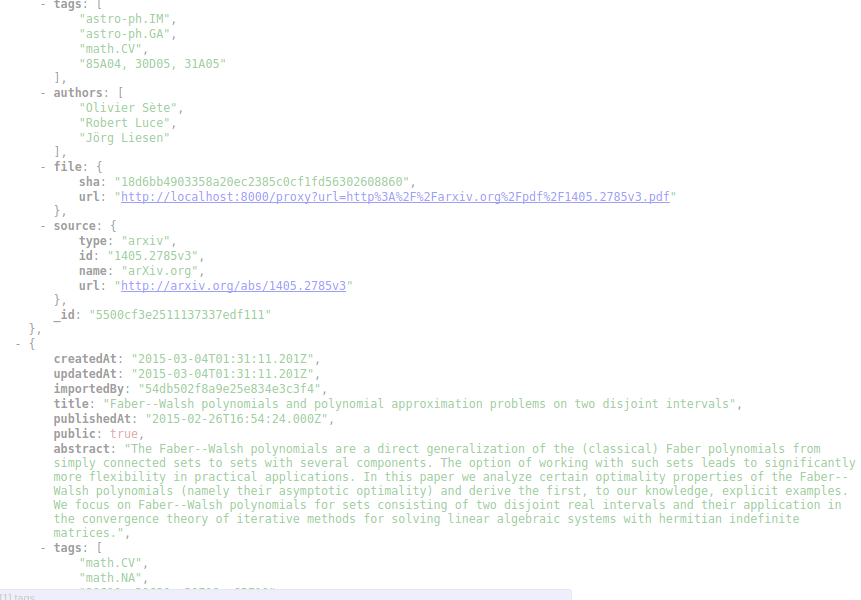 - tags: [
"astro-ph.IM",
"astro-ph.GA",
"math.CV",
"85A04, 30D05, 31A05"
],
- authors: [
"Olivier Sète",
"Robert Luce",
"Jörg Liesen"
],
- file: {
sha: "18d6bb4903358a20ec2385c0cf1fd56302608860",
url: "http://localhost:8000/proxy?url=http%3A%2F%2Farxiv.org%2Fpdf%2F1405.2785v3.pdf"
},
- source: {
type: "arxiv",
id: "1405.2785v3",
name: "arXiv.org",
url: "http://arxiv.org/abs/1405.2785v3"
},
_id: "5500cf3e2511137337edf111"
},
- {
createdAt: "2015-03-04T01:31:11.201Z",
updatedAt: "2015-03-04T01:31:11.201Z",
importedBy: "54db502f8a9e25e834e3c3f4",
title: "Faber--Walsh polynomials and polynomial approximation problems on two disjoint intervals",
publishedAt: "2015-02-26T16:54:24.000Z",
public: true,
abstract: "The Faber--Walsh polynomials are a direct generalization of the (classical) Faber polynomials from
simply connected sets to sets with several components. The option of working with such sets leads to significantly
more flexibility in practical applications. In this paper we analyze certain optimality properties of the Faber--
Walsh polynomials (namely their asymptotic optimality) and derive the first, to our knowledge, explicit examples.
We focus on Faber--Walsh polynomials for sets consisting of two disjoint real intervals and their application in
the convergence theory of iterative methods for solving linear algebraic systems with hermitian indefinite
matrices.",
- tags: [
"math.CV",
"math.NA",
[1].tags